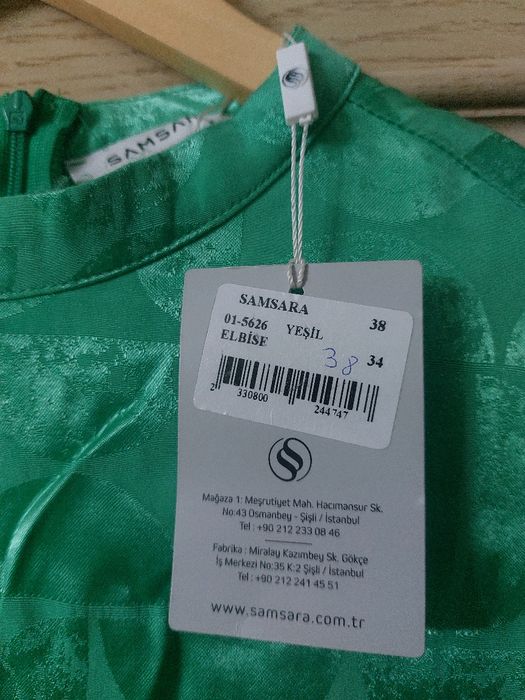 SAMSARA
SAMSARA 38
01-5626 YEŞİL
ELBİSE 38 34
2 330800 244747
Mağaza 1: Meşrutiyet Mah. Hacımansur Sk.
No:43 Osmanbey - Şişli / İstanbul
Tel : +90 212 233 08 46
Fabrika : Miralay Kazımbey Sk. Gökçe
İş Merkezi No:35 K:2 Şişli / İstanbul
Tel : +90 212 241 45 51
www.samsara.com.tr